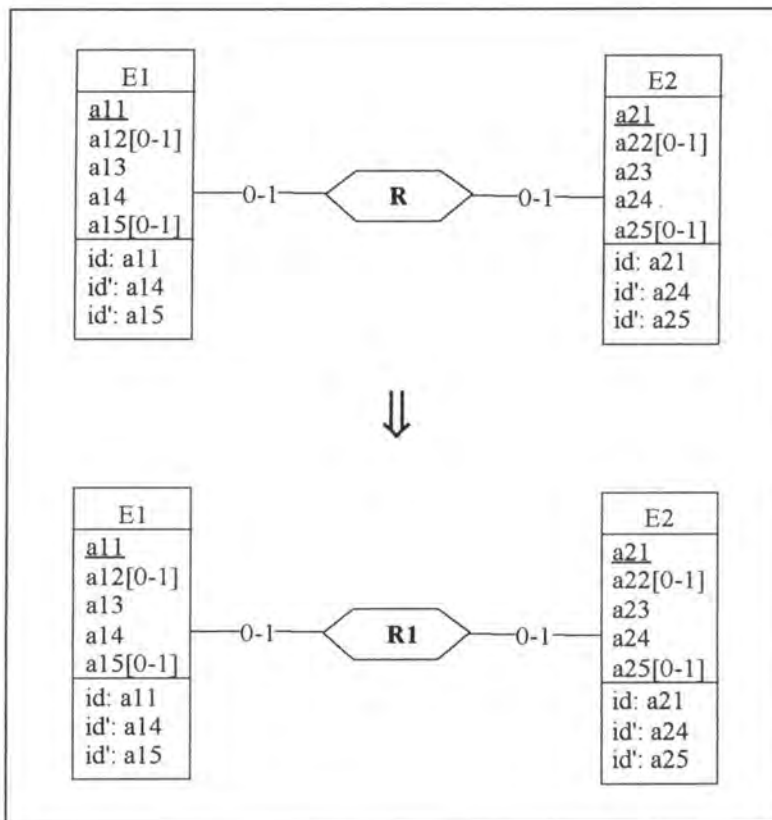 E1
a11
a12[0-1]
a13
a14
a15[0-1]
id: a11
id': a14
id': a15
0-1
R
0-1
E2
a21
a22[0-1]
a23
a24
a25[0-1]
id: a21
id': a24
id': a25
⇓
E1
a11
a12[0-1]
a13
a14
a15[0-1]
id: a11
id': a14
id': a15
0-1
R1
0-1
E2
a21
a22[0-1]
a23
a24
a25[0-1]
id: a21
id': a24
id': a25